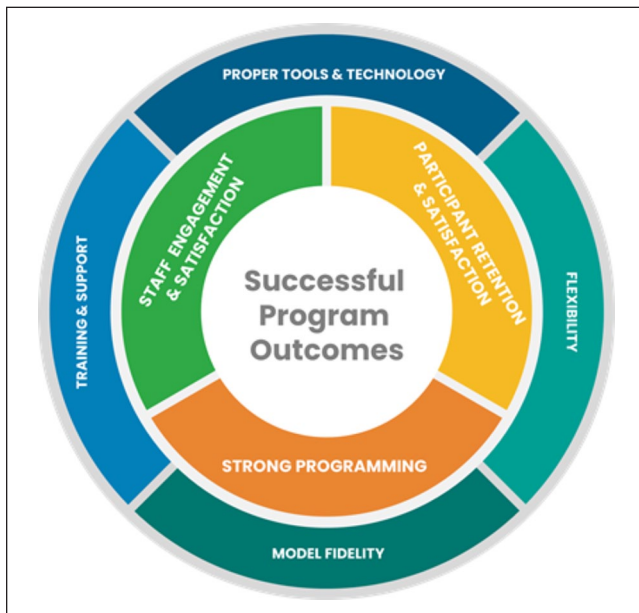 PROPER TOOLS & TECHNOLOGY
STAFF ENGAGEMENT
& SATISFACTION
PARTICIPANT RETENTION
& SATISFACTION
TRAINING & SUPPORT
Successful
Program
Outcomes
FLEXIBILITY
STRONG PROGRAMMING
MODEL FIDELITY